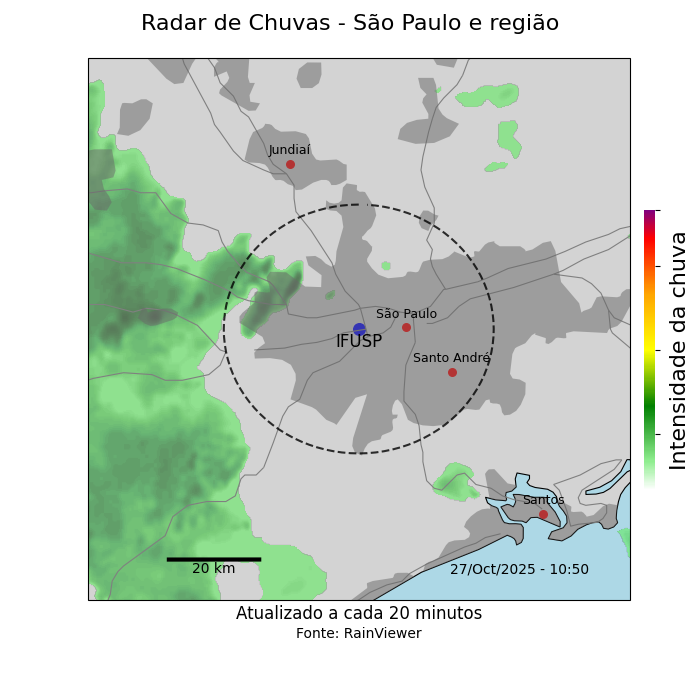 Radar de Chuvas - São Paulo e região
Jundiaí
São Paulo
IFUSP
Santo André
Santos
20 km
27/Oct/2025 - 10:50
Intensidade da chuva
Atualizado a cada 20 minutos
Fonte: RainViewer